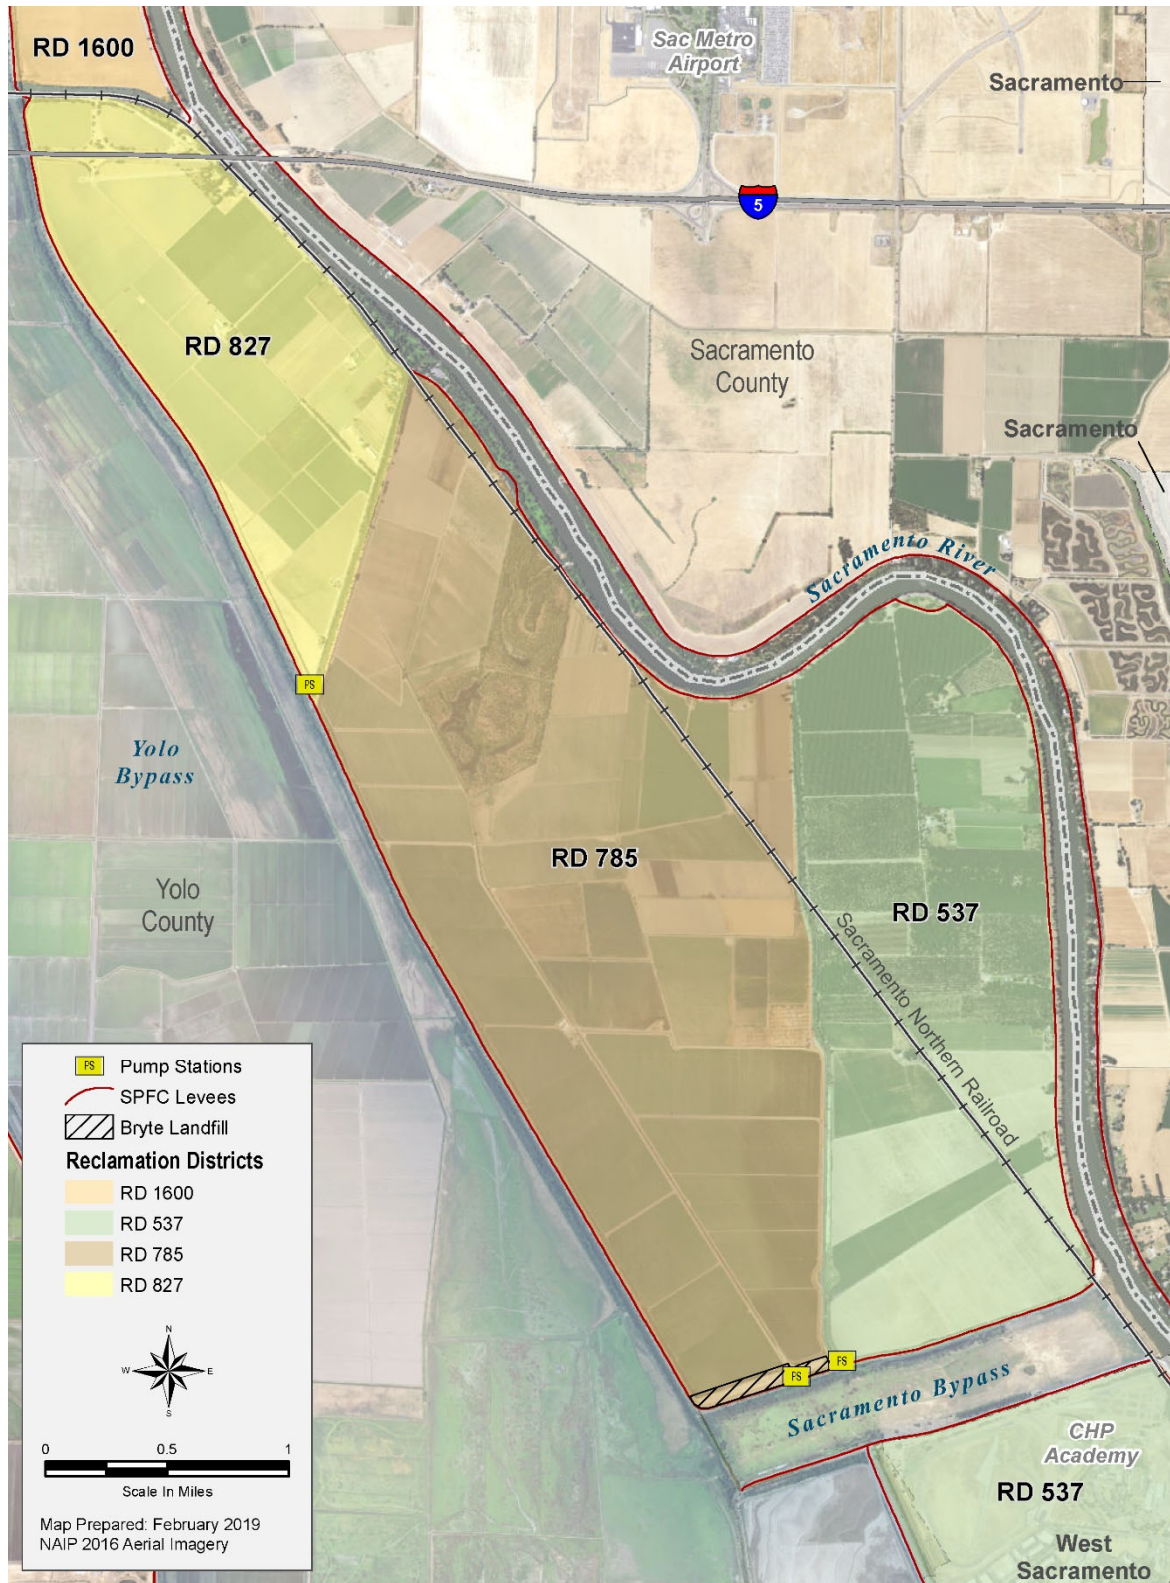 RD 1600
Sac Metro
Airport
Sacramento
5
RD 827
Sacramento
County
Sacramento
Sacramento River
PS
Yolo
Bypass
RD 785
Yolo
County
RD 537
Sacramento Northern Railroad
PS Pump Stations
SPFC Levees
Bryte Landfill
Reclamation Districts
RD 1600
RD 537
RD 785
RD 827
N
W E
S
0 0.5 1
Scale In Miles
Map Prepared: February 2019
NAIP 2016 Aerial Imagery
PS
PS
Sacramento Bypass
CHP
Academy
RD 537
West
Sacramento